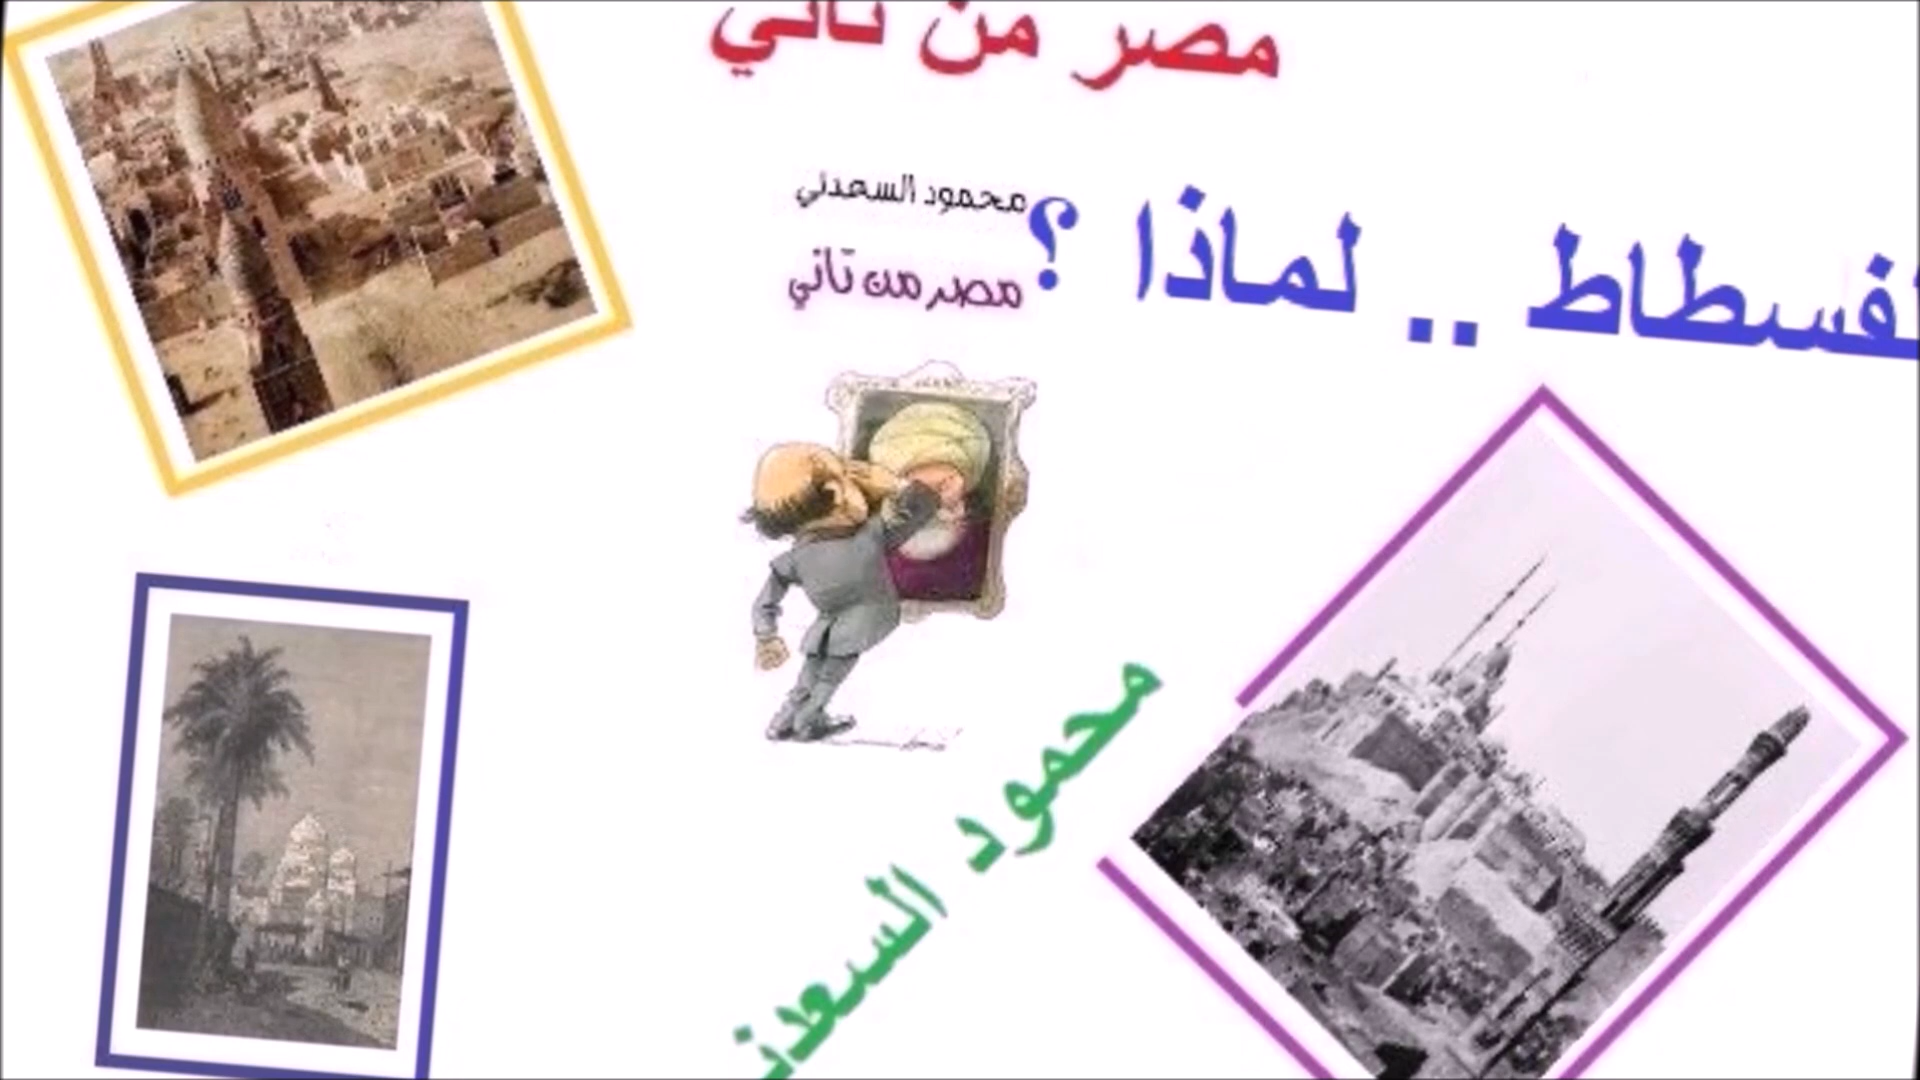 مصر من تاني
محمود السعدني
مصر من تاني
الفسطاط .. لماذا ؟
محمود السعدني